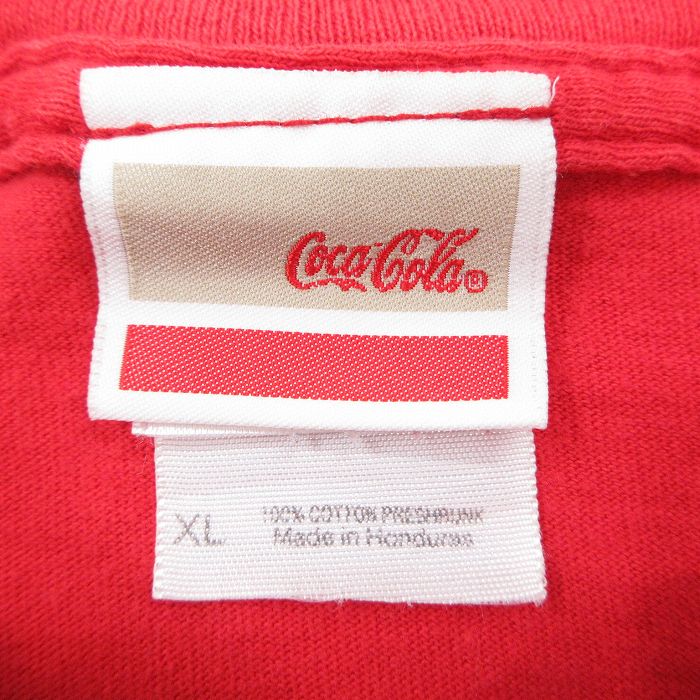 Coca-Cola®
XL
100% COTTON PRESHRUNK
Made in Honduras